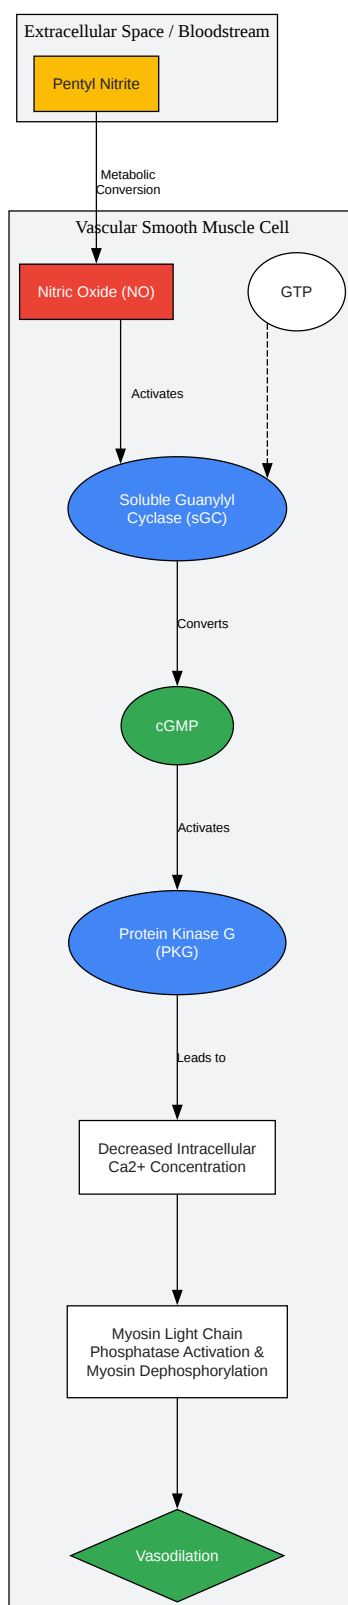 Extracellular Space / Bloodstream
Pentyl Nitrite
Metabolic
Conversion
Vascular Smooth Muscle Cell
Nitric Oxide (NO)
GTP
Activates
Soluble Guanylyl
Cyclase (sGC)
Converts
cGMP
Activates
Protein Kinase G
(PKG)
Leads to
Decreased Intracellular
Ca2+ Concentration
Myosin Light Chain
Phosphatase Activation &
Myosin Dephosphorylation
Vasodilation